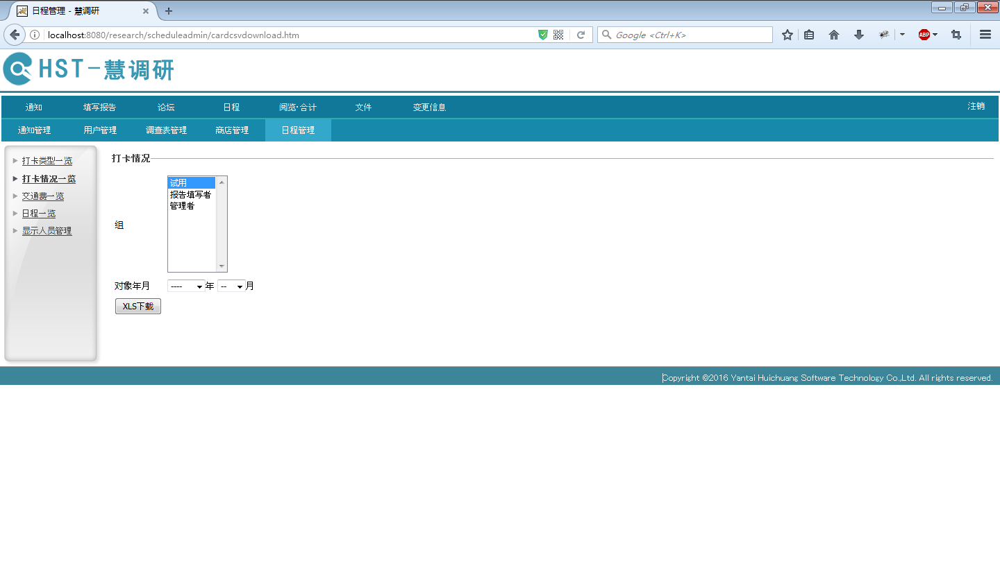 日程管理 - 慧调研
localhost:8080/research/scheduleadmin/cardcsvdownload.htm
Google <Ctrl+K>
ABP
HST-慧调研
通知 填写报告 论坛 日程 阅览·合计 文件 变更信息 注销
通知管理 用户管理 调查表管理 商店管理 日程管理
打卡类型一览
打卡情况一览
交通费一览
日程一览
显示人员管理
打卡情况
组
试用
报告填写者
管理者
对象年月 ---- 年 -- 月
XLS下载
Copyright ©2016 Yantai Huichuang Software Technology Co.,Ltd. All rights reserved.